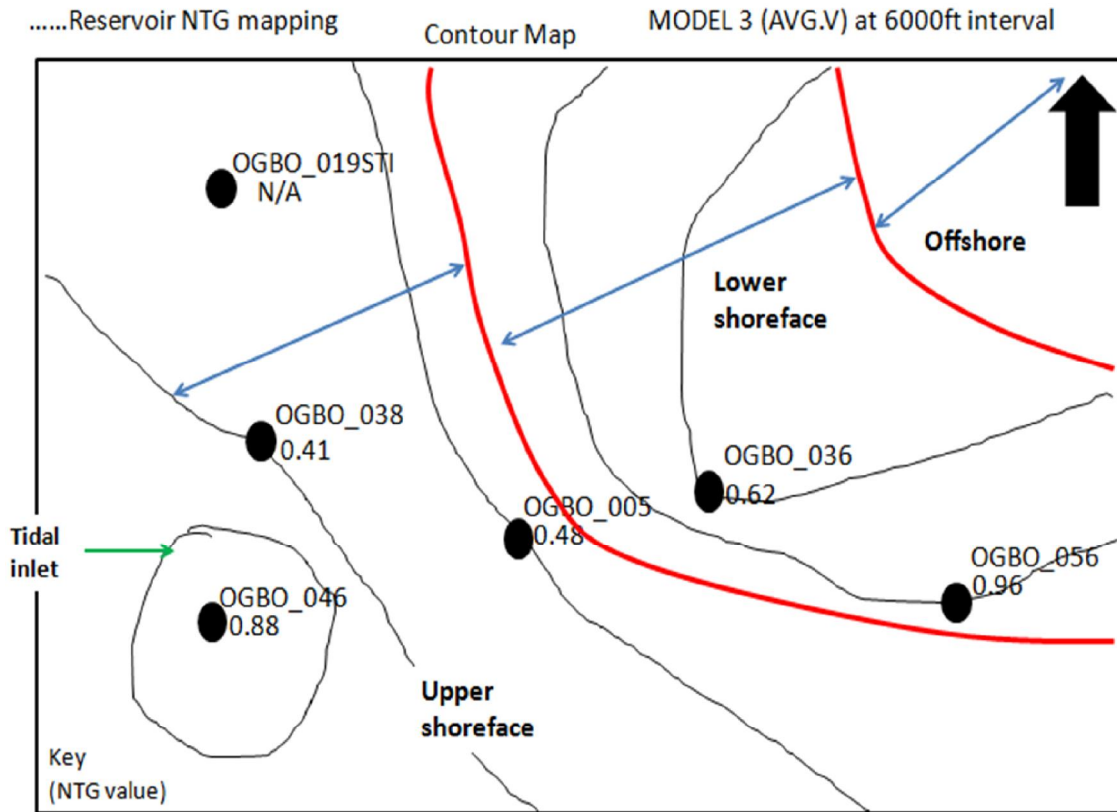 ......Reservoir NTG mapping
Contour Map
MODEL 3 (AVG.V) at 6000ft interval
OGBO_019STI
N/A
Offshore
Lower
shoreface
OGBO_038
0.41
OGBO_036
0.62
OGBO_005
0.48
Tidal
inlet
OGBO_056
0.96
OGBO_046
0.88
Upper
shoreface
Key
(NTG value)